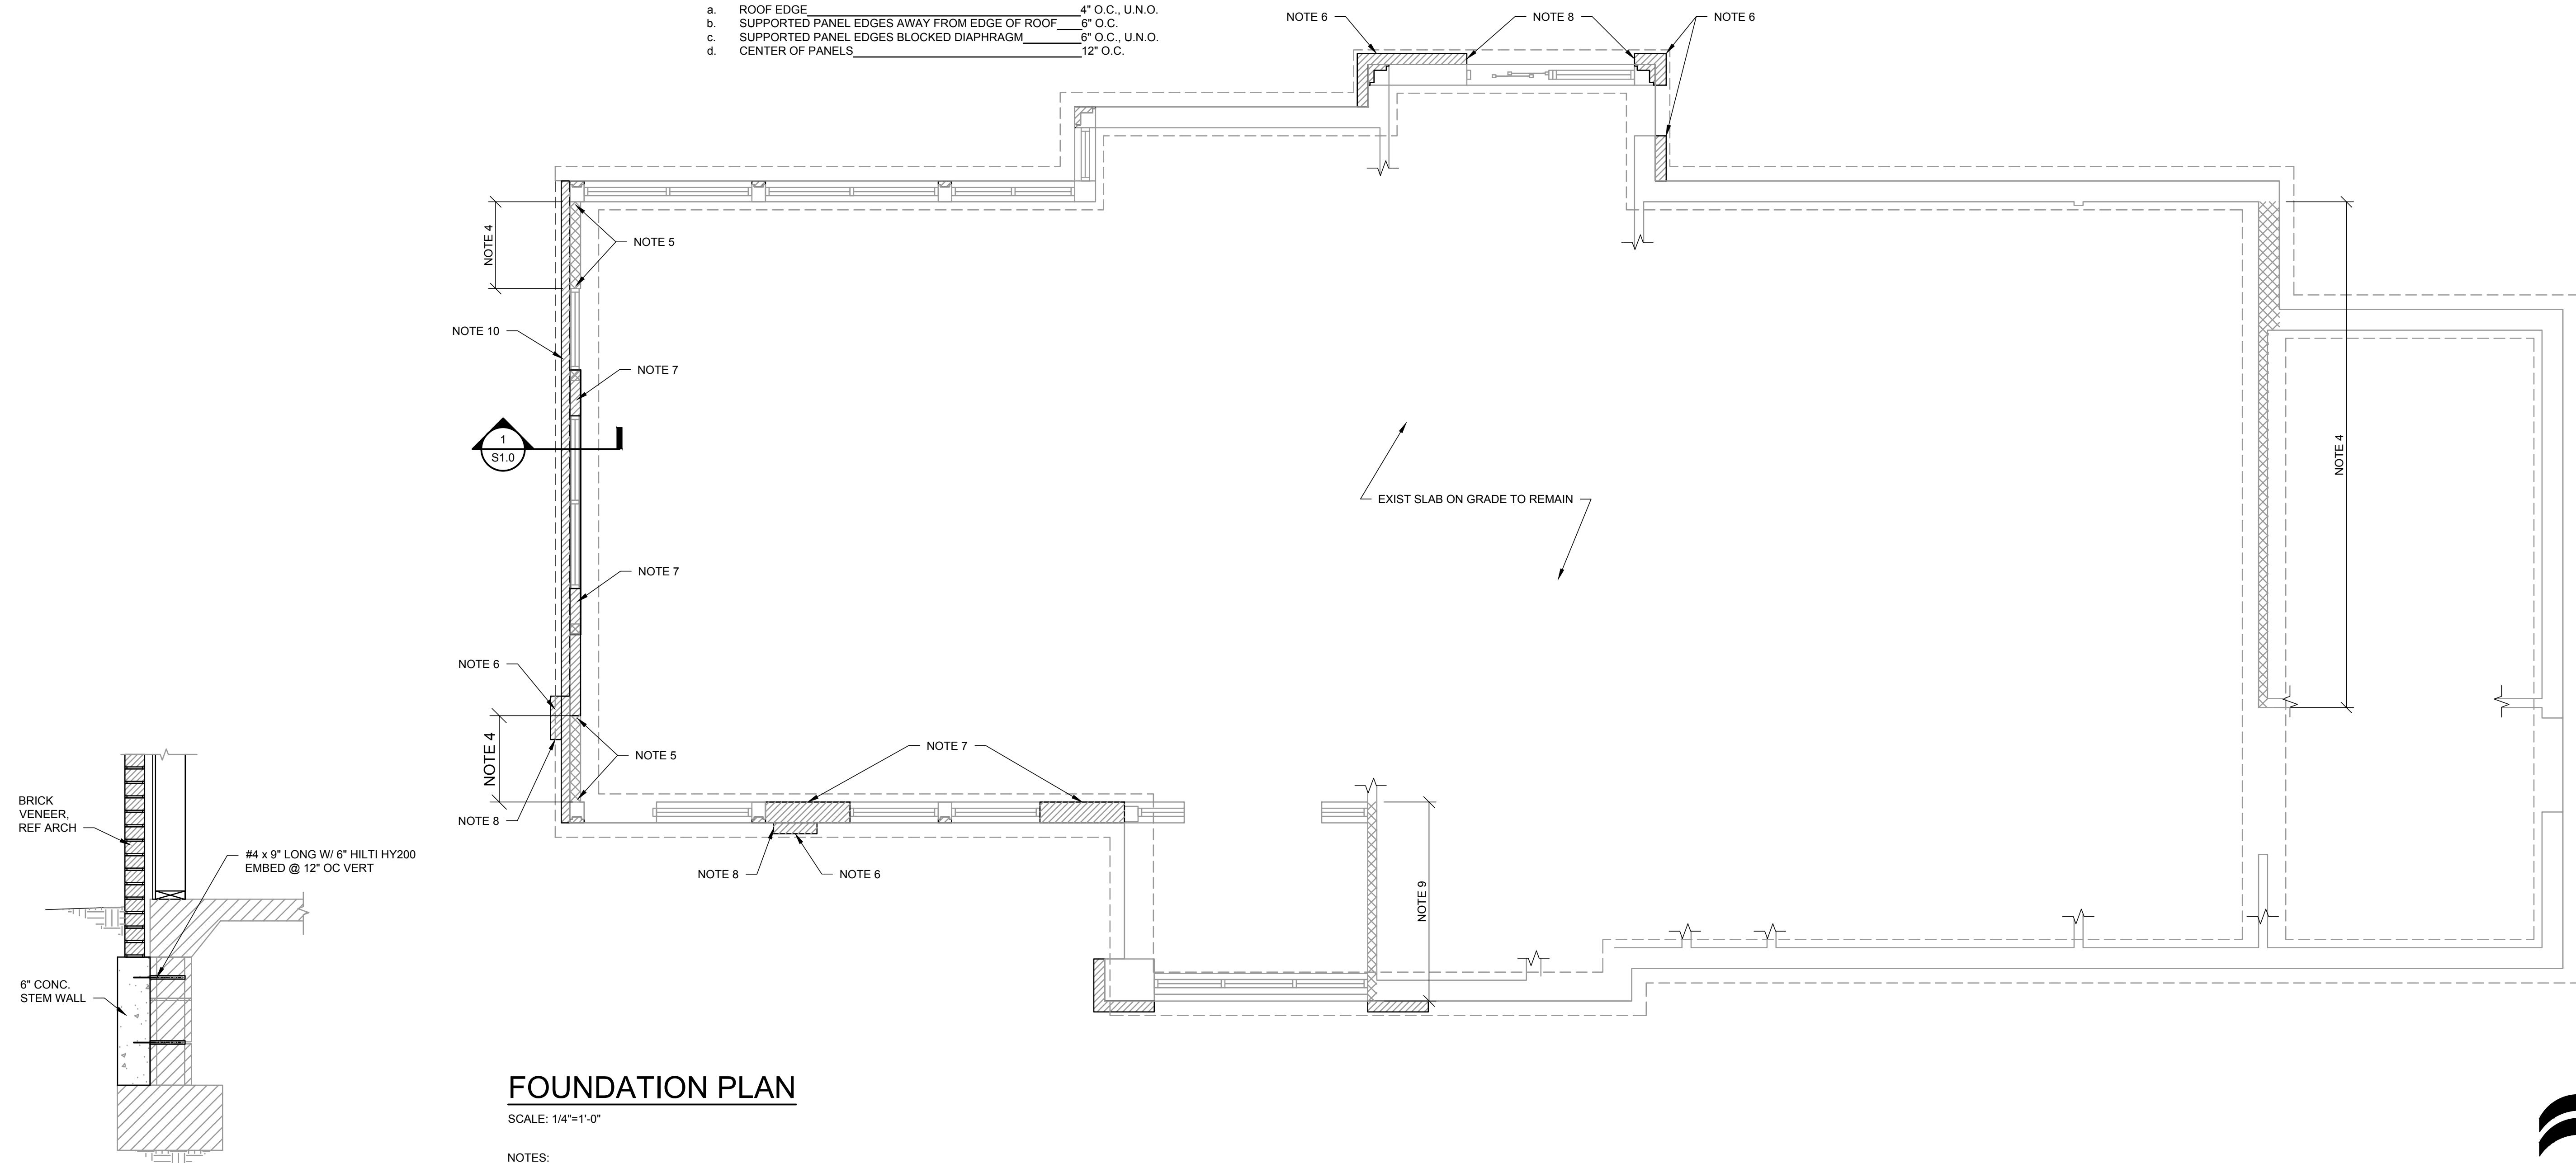 a. ROOF EDGE 4" O.C., U.N.O.
b. SUPPORTED PANEL EDGES AWAY FROM EDGE OF ROOF 6" O.C.
c. SUPPORTED PANEL EDGES BLOCKED DIAPHRAGM 6" O.C., U.N.O.
d. CENTER OF PANELS 12" O.C.
NOTE 6
NOTE 8
NOTE 6
NOTE 4
NOTE 5
NOTE 10
NOTE 7
1
S1.0
EXIST SLAB ON GRADE TO REMAIN
NOTE 4
NOTE 7
NOTE 6
NOTE 4
NOTE 5
NOTE 7
NOTE 8
NOTE 8
NOTE 6
NOTE 9
BRICK
VENEER,
REF ARCH
#4 x 9" LONG W/ 6" HILTI HY200
EMBED @ 12" OC VERT
6" CONC.
STEM WALL
FOUNDATION PLAN
SCALE: 1/4"=1'-0"
NOTES: